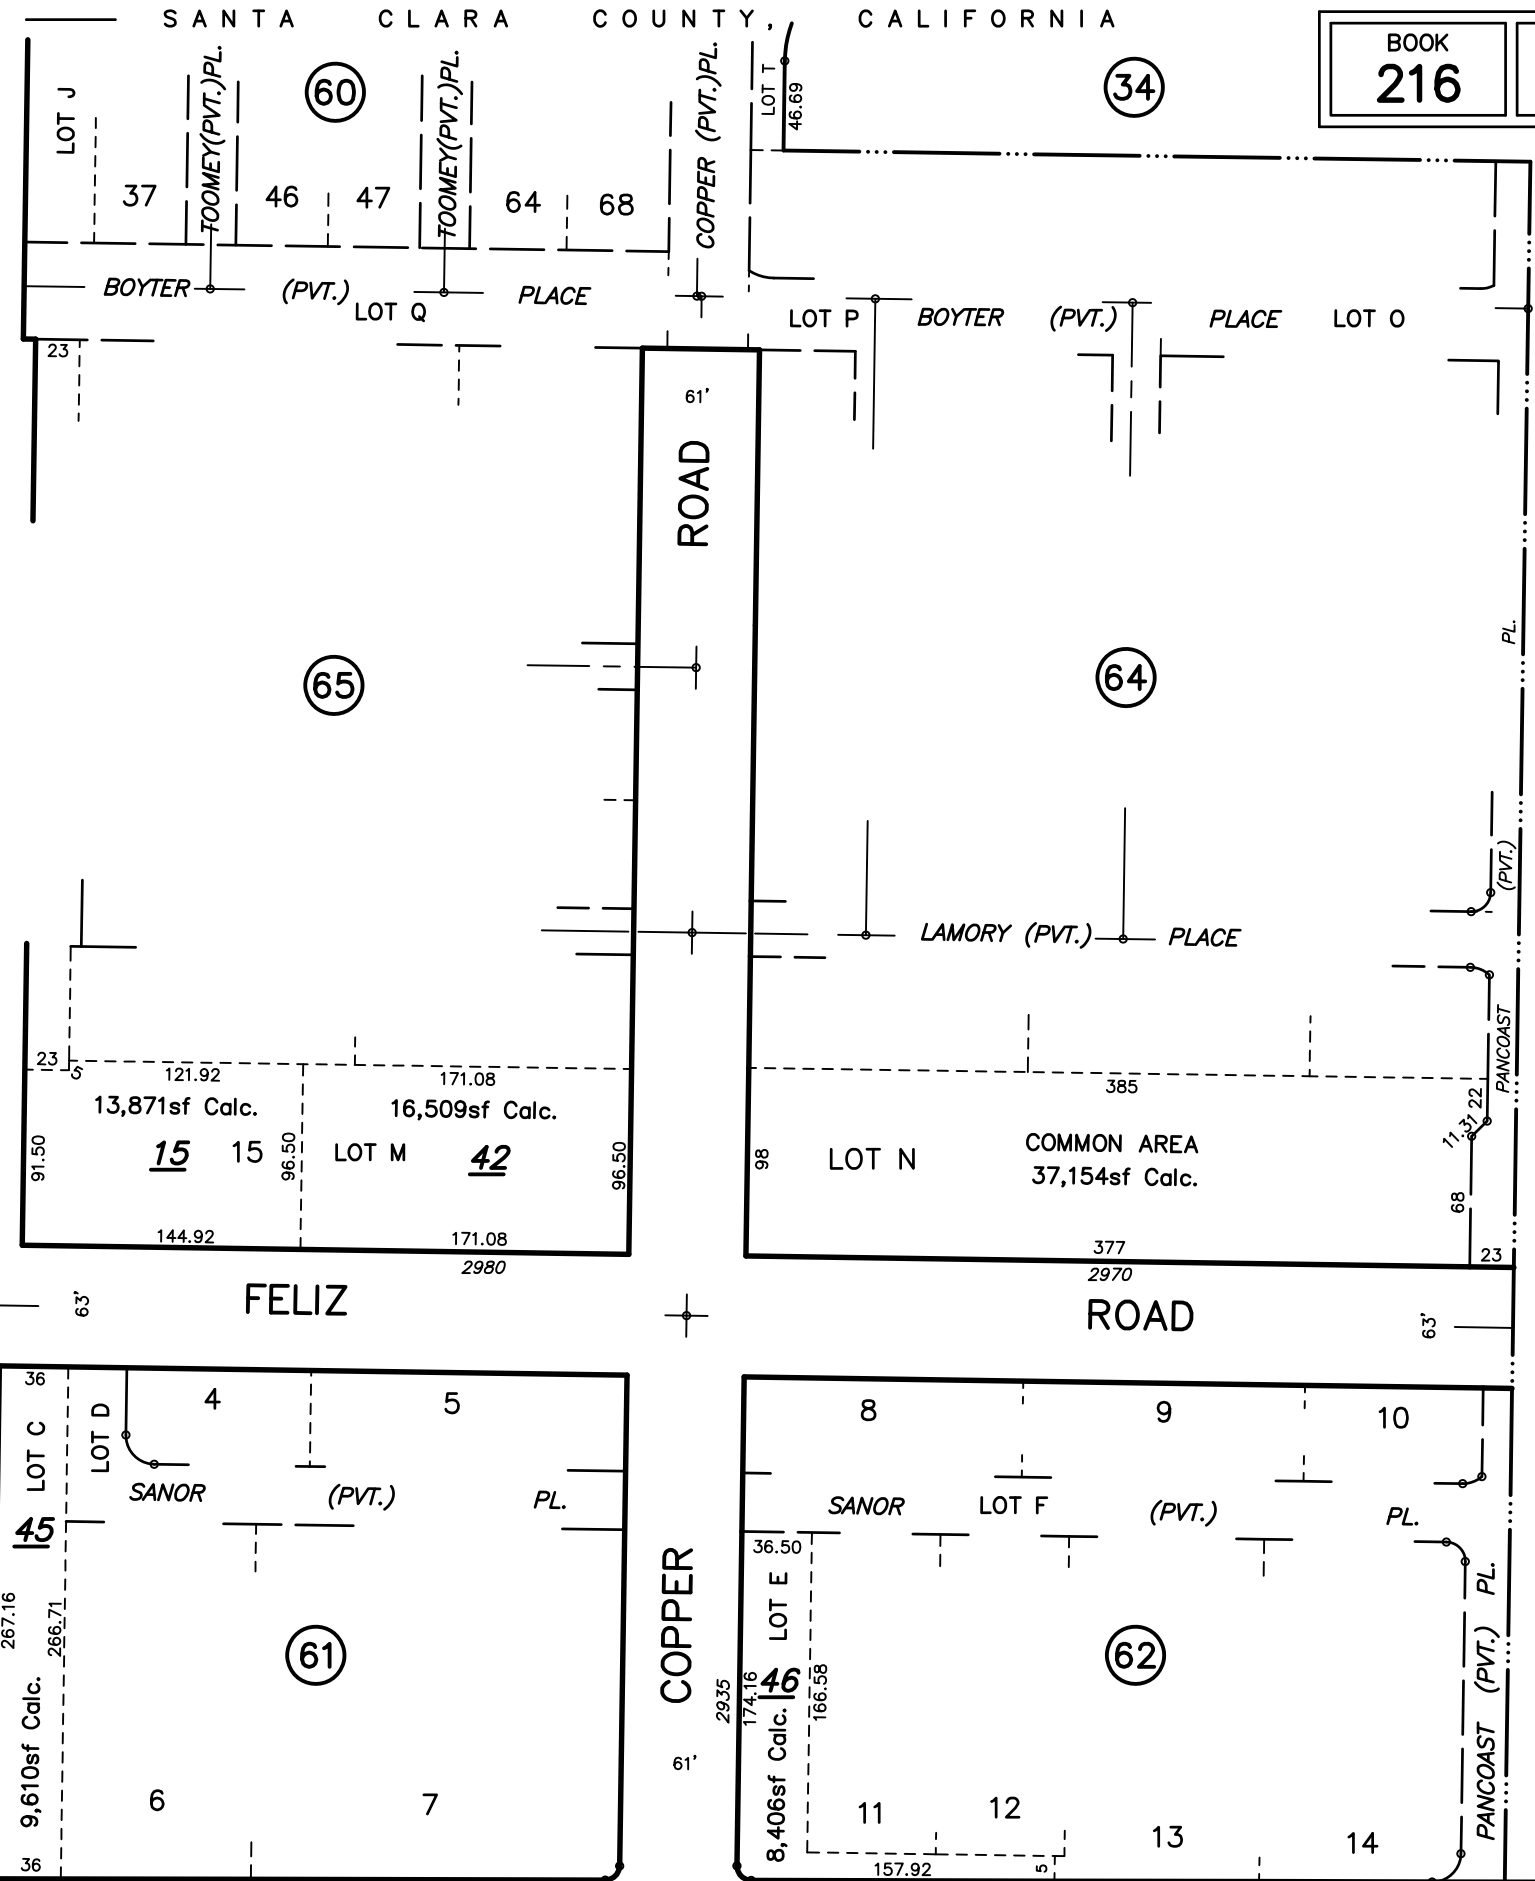 SANTA CLARA COUNTY, CALIFORNIA
BOOK
216
LOT J
TOOMEY(PVT.)PL.
60
TOOMEY(PVT.)PL.
COPPER (PVT.)PL.
LOT T
46.69
34
37
46
47
64
68
BOYTER (PVT.) PLACE
LOT Q
LOT P
BOYTER (PVT.) PLACE
LOT O
23
61'
ROAD
65
64
PL.
(PVT.)
PANCOAST
LAMORY (PVT.) PLACE
23
5
121.92
171.08
385
22
11.31
13,871sf Calc.
16,509sf Calc.
91.50
15
15
96.50
LOT M
42
96.50
98
LOT N
COMMON AREA
37,154sf Calc.
68
144.92
171.08
377
23
2980
2970
63'
FELIZ
ROAD
63'
36
LOT C
LOT D
4
5
8
9
10
SANOR (PVT.) PL.
SANOR
LOT F
(PVT.)
PL.
45
36.50
LOT E
267.16
266.71
9,610sf Calc.
61
COPPER
2935
174.16
46
8,406sf Calc.
166.58
62
PANCOAST (PVT.) PL.
61'
6
7
11
12
13
14
36
157.92
5